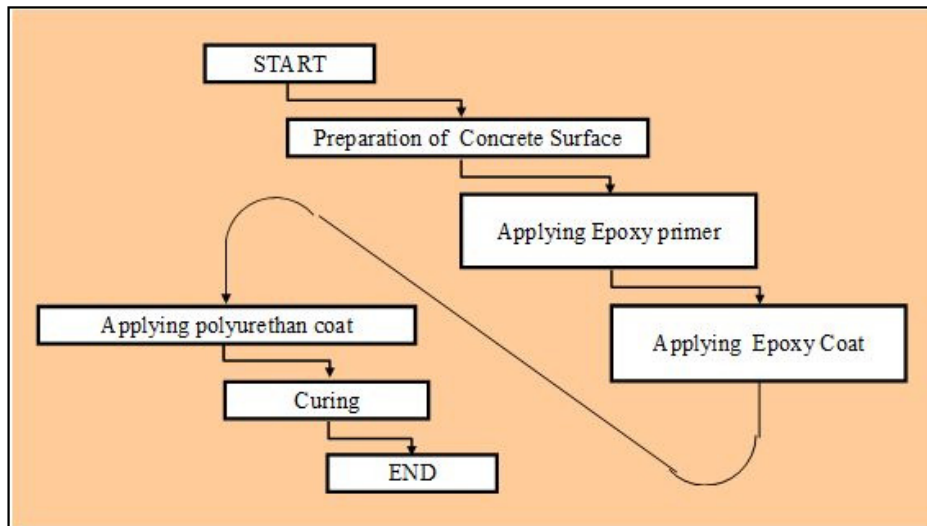 START
Preparation of Concrete Surface
Applying Epoxy primer
Applying Epoxy Coat
Applying polyurethan coat
Curing
END